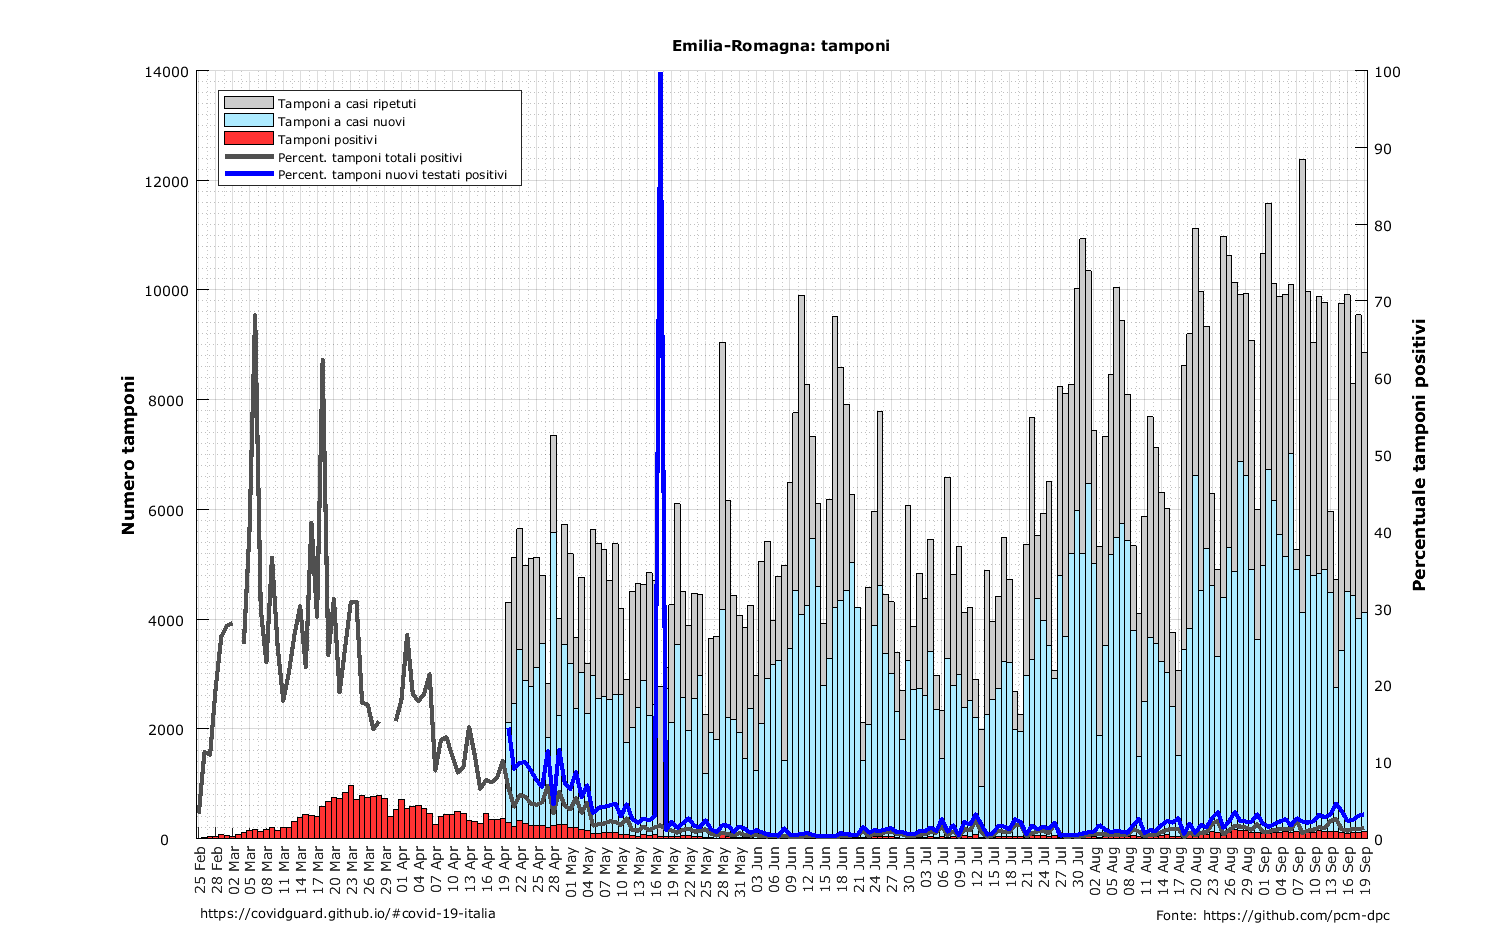 Emilia-Romagna: tamponi
14000
12000
10000
8000
6000
4000
2000
0
Numero tamponi
Tamponi a casi ripetuti
Tamponi a casi nuovi
Tamponi positivi
Percent. tamponi totali positivi
Percent. tamponi nuovi testati positivi
100
90
80
70
60
50
40
30
20
10
0
Percentuale tamponi positivi
25 Feb
28 Feb
02 Mar
05 Mar
08 Mar
11 Mar
14 Mar
17 Mar
20 Mar
23 Mar
26 Mar
29 Mar
01 Apr
04 Apr
07 Apr
10 Apr
13 Apr
16 Apr
19 Apr
22 Apr
25 Apr
28 Apr
01 May
04 May
07 May
10 May
13 May
16 May
19 May
22 May
25 May
28 May
31 May
03 Jun
06 Jun
09 Jun
12 Jun
15 Jun
18 Jun
21 Jun
24 Jun
27 Jun
30 Jun
03 Jul
06 Jul
09 Jul
12 Jul
15 Jul
18 Jul
21 Jul
24 Jul
27 Jul
30 Jul
02 Aug
05 Aug
08 Aug
11 Aug
14 Aug
17 Aug
20 Aug
23 Aug
26 Aug
29 Aug
01 Sep
04 Sep
07 Sep
10 Sep
13 Sep
16 Sep
19 Sep
https://covidguard.github.io/#covid-19-italia
Fonte: https://github.com/pcm-dpc